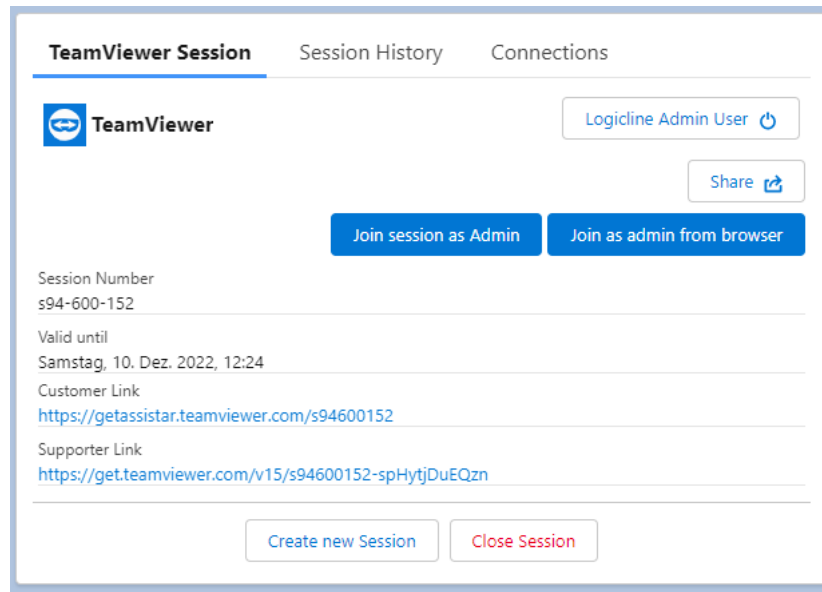 TeamViewer Session Session History Connections
TeamViewer
Logicline Admin User
Share
Join session as Admin Join as admin from browser
Session Number
s94-600-152
Valid until
Samstag, 10. Dez. 2022, 12:24
Customer Link
https://getassistar.teamviewer.com/s94600152
Supporter Link
https://get.teamviewer.com/v15/s94600152-spHytjDuEQzn
Create new Session Close Session